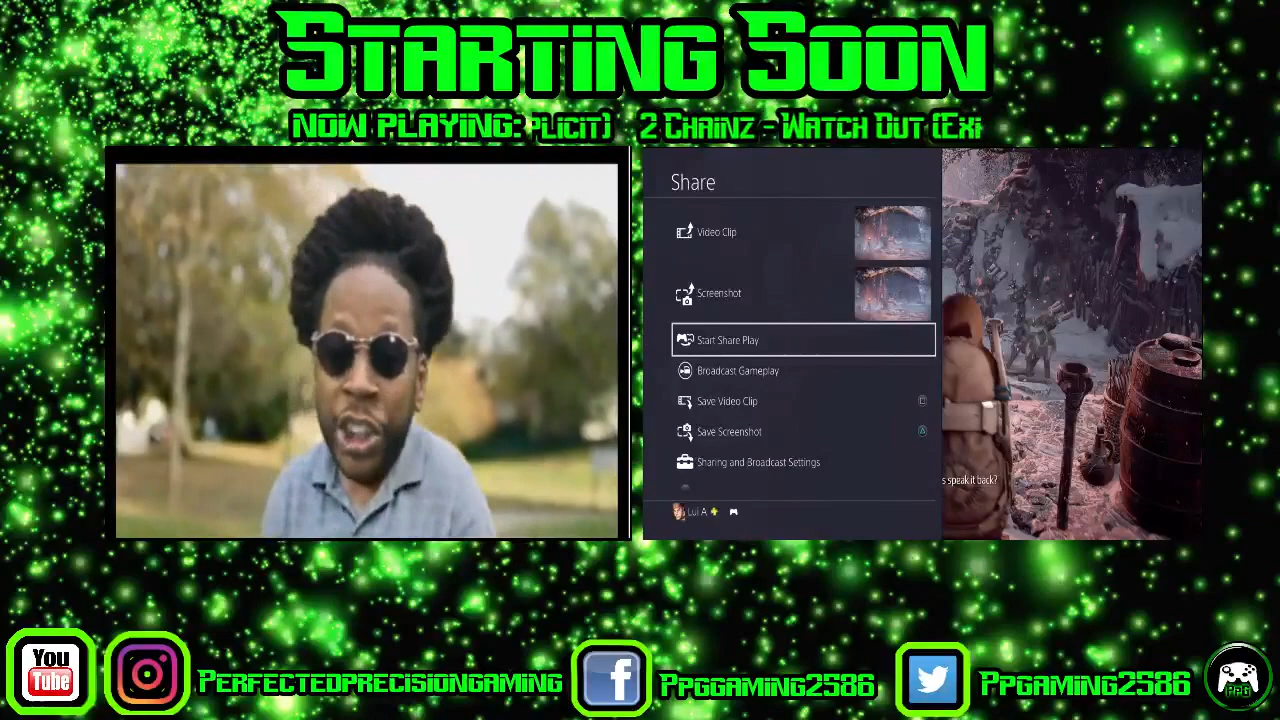 Starting Soon
Now Playing: plicit) 2 Chainz - Watch Out (Exi
Share
Video Clip
Screenshot
Start Share Play
Broadcast Gameplay
Save Video Clip
Save Screenshot
Sharing and Broadcast Settings
s speak it back?
Lui A
You
Tube
Perfectedprecisiongaming
Ppggaming2586
Ppgaming2586
PPG